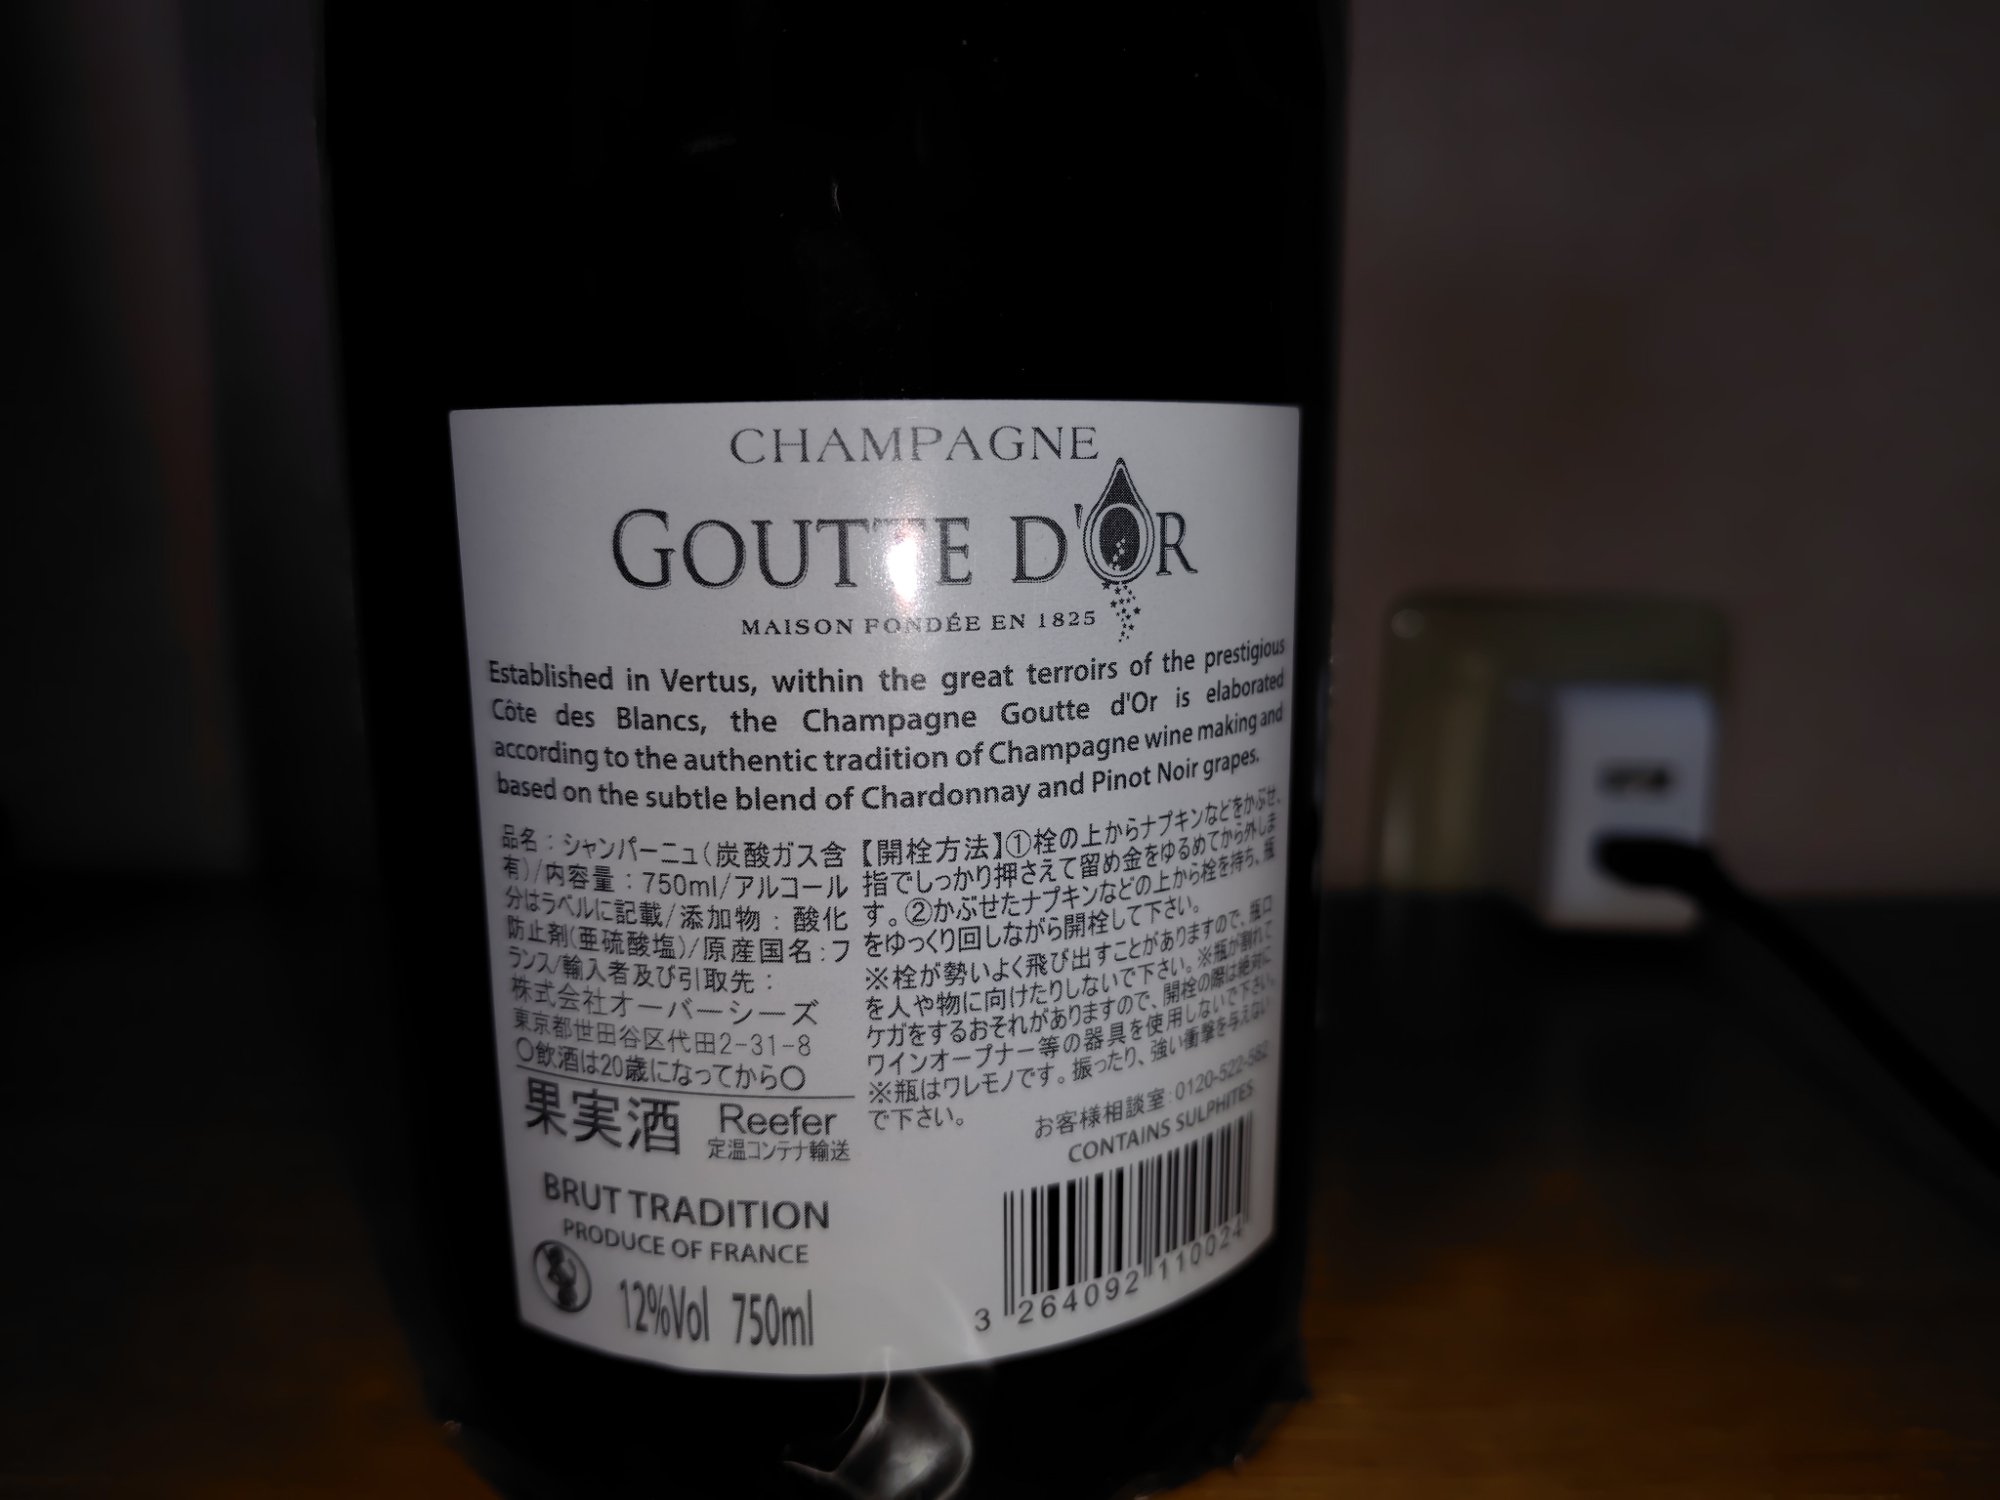 CHAMPAGNE
GOUTTE D'OR
MAISON FONDÉE EN 1825
Established in Vertus, within the great terroirs of the prestigious
Côte des Blancs, the Champagne Goutte d'Or is elaborated
according to the authentic tradition of Champagne wine making and
based on the subtle blend of Chardonnay and Pinot Noir grapes.
品名：シャンパーニュ(炭酸ガス含
有)/内容量：750ml/アルコール
分はラベルに記載/添加物：酸化
防止剤(亜硫酸塩)/原産国名:フ
ランス/輸入者及び引取先：
株式会社オーバーシーズ
東京都世田谷区代田2-31-8
〇飲酒は20歳になってから〇
果実酒
Reefer
定温コンテナ輸送
【開栓方法】①栓の上からナプキンなどをかぶせ、
指でしっかり押さえて留め金をゆるめてから外しま
す。②かぶせたナプキンなどの上から栓を持ち、瓶
をゆっくり回しながら開栓して下さい。
※栓が勢いよく飛び出すことがありますので、瓶口
を人や物に向けたりしないで下さい。※瓶が割れて
ケガをするおそれがありますので、開栓の際は絶対に
ワインオープナー等の器具を使用しないで下さい。
※瓶はワレモノです。振ったり、強い衝撃を与えない
で下さい。
お客様相談室:0120-522-582
CONTAINS SULPHITES
BRUT TRADITION
PRODUCE OF FRANCE
12%Vol 750ml
3 264092 110024